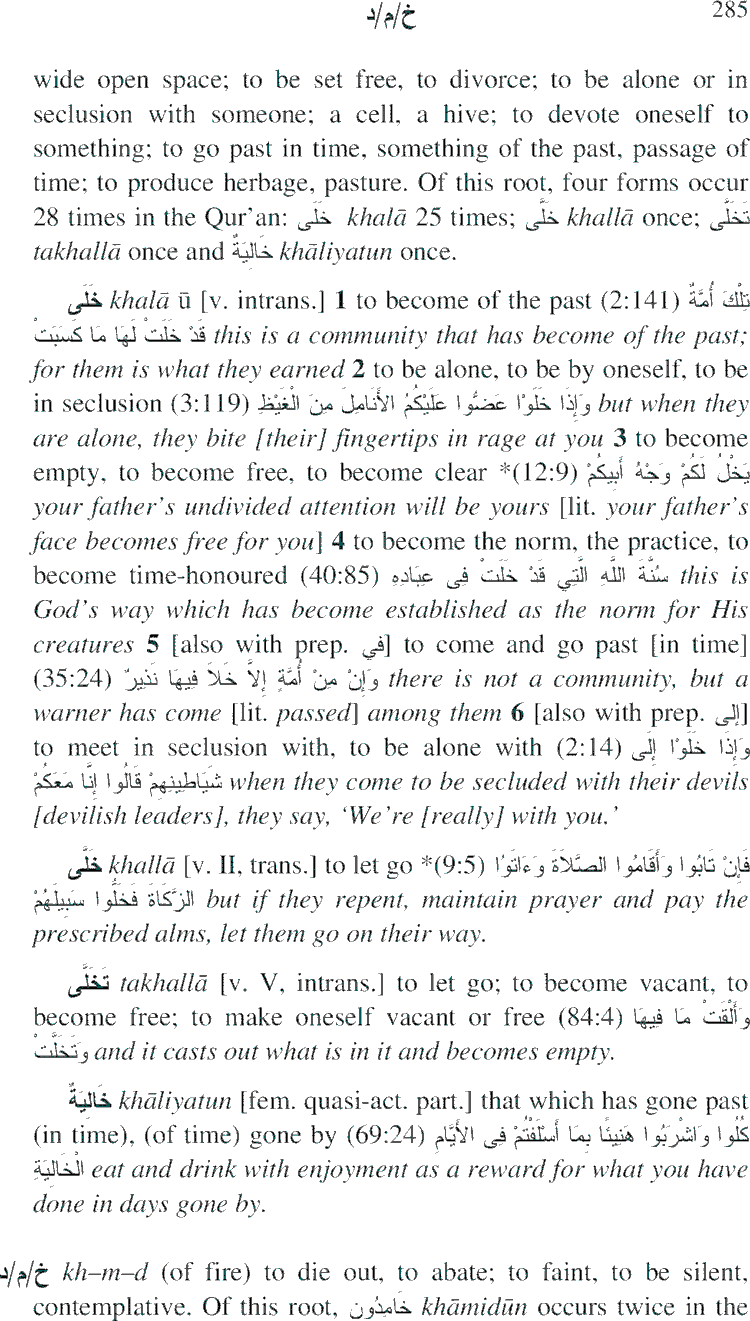 خ/م/د 285
wide open space; to be set free, to divorce; to be alone or in
seclusion with someone; a cell, a hive; to devote oneself to
something; to go past in time, something of the past, passage of
time; to produce herbage, pasture. Of this root, four forms occur
28 times in the Qur’an: خَلَى khalā 25 times; خَلَّى khallā once; تَخَلَّى
takhallā once and خَالِيَةٌ khāliyatun once.
خَلَى khalā ū [v. intrans.] 1 to become of the past (2:141) تِلْكَ أُمَّةٌ
قَدْ خَلَتْ لَهَا مَا كَسَبَتْ this is a community that has become of the past;
for them is what they earned 2 to be alone, to be by oneself, to be
in seclusion (3:119) وَإِذَا خَلَوْا عَضُّوا عَلَيْكُمُ الأَنَامِلَ مِنَ الْغَيْظِ but when they
are alone, they bite [their] fingertips in rage at you 3 to become
empty, to become free, to become clear *(12:9) يَخْلُ لَكُمْ وَجْهُ أَبِيكُمْ
your father’s undivided attention will be yours [lit. your father’s
face becomes free for you] 4 to become the norm, the practice, to
become time-honoured (40:85) سُنَّةَ اللَّهِ الَّتِي قَدْ خَلَتْ فِى عِبَادِهِ this is
God’s way which has become established as the norm for His
creatures 5 [also with prep. في] to come and go past [in time]
(35:24) وَإِنْ مِنْ أُمَّةٍ إِلاَّ خَلاَ فِيهَا نَذِيرٌ there is not a community, but a
warner has come [lit. passed] among them 6 [also with prep. إلى]
to meet in seclusion with, to be alone with (2:14) وَإِذَا خَلَوْا إِلَى
شَيَاطِينِهِمْ قَالُوا إِنَّا مَعَكُمْ when they come to be secluded with their devils
[devilish leaders], they say, ‘We’re [really] with you.’
خَلَّى khallā [v. II, trans.] to let go *(9:5) فَإِنْ تَابُوا وَأَقَامُوا الصَّلاَةَ وَءَاتَوُا
الزَّكَاةَ فَخَلُّوا سَبِيلَهُمْ but if they repent, maintain prayer and pay the
prescribed alms, let them go on their way.
تَخَلَّى takhallā [v. V, intrans.] to let go; to become vacant, to
become free; to make oneself vacant or free (84:4) وَأَلْقَتْ مَا فِيهَا
وَتَخَلَّتْ and it casts out what is in it and becomes empty.
خَالِيَةٌ khāliyatun [fem. quasi-act. part.] that which has gone past
(in time), (of time) gone by (69:24) كُلُوا وَاشْرَبُوا هَنِيئًا بِمَا أَسْلَفْتُمْ فِى الأَيَّامِ
الْخَالِيَةِ eat and drink with enjoyment as a reward for what you have
done in days gone by.
خ/م/د kh–m–d (of fire) to die out, to abate; to faint, to be silent,
contemplative. Of this root, خَامِدُون khāmidūn occurs twice in the